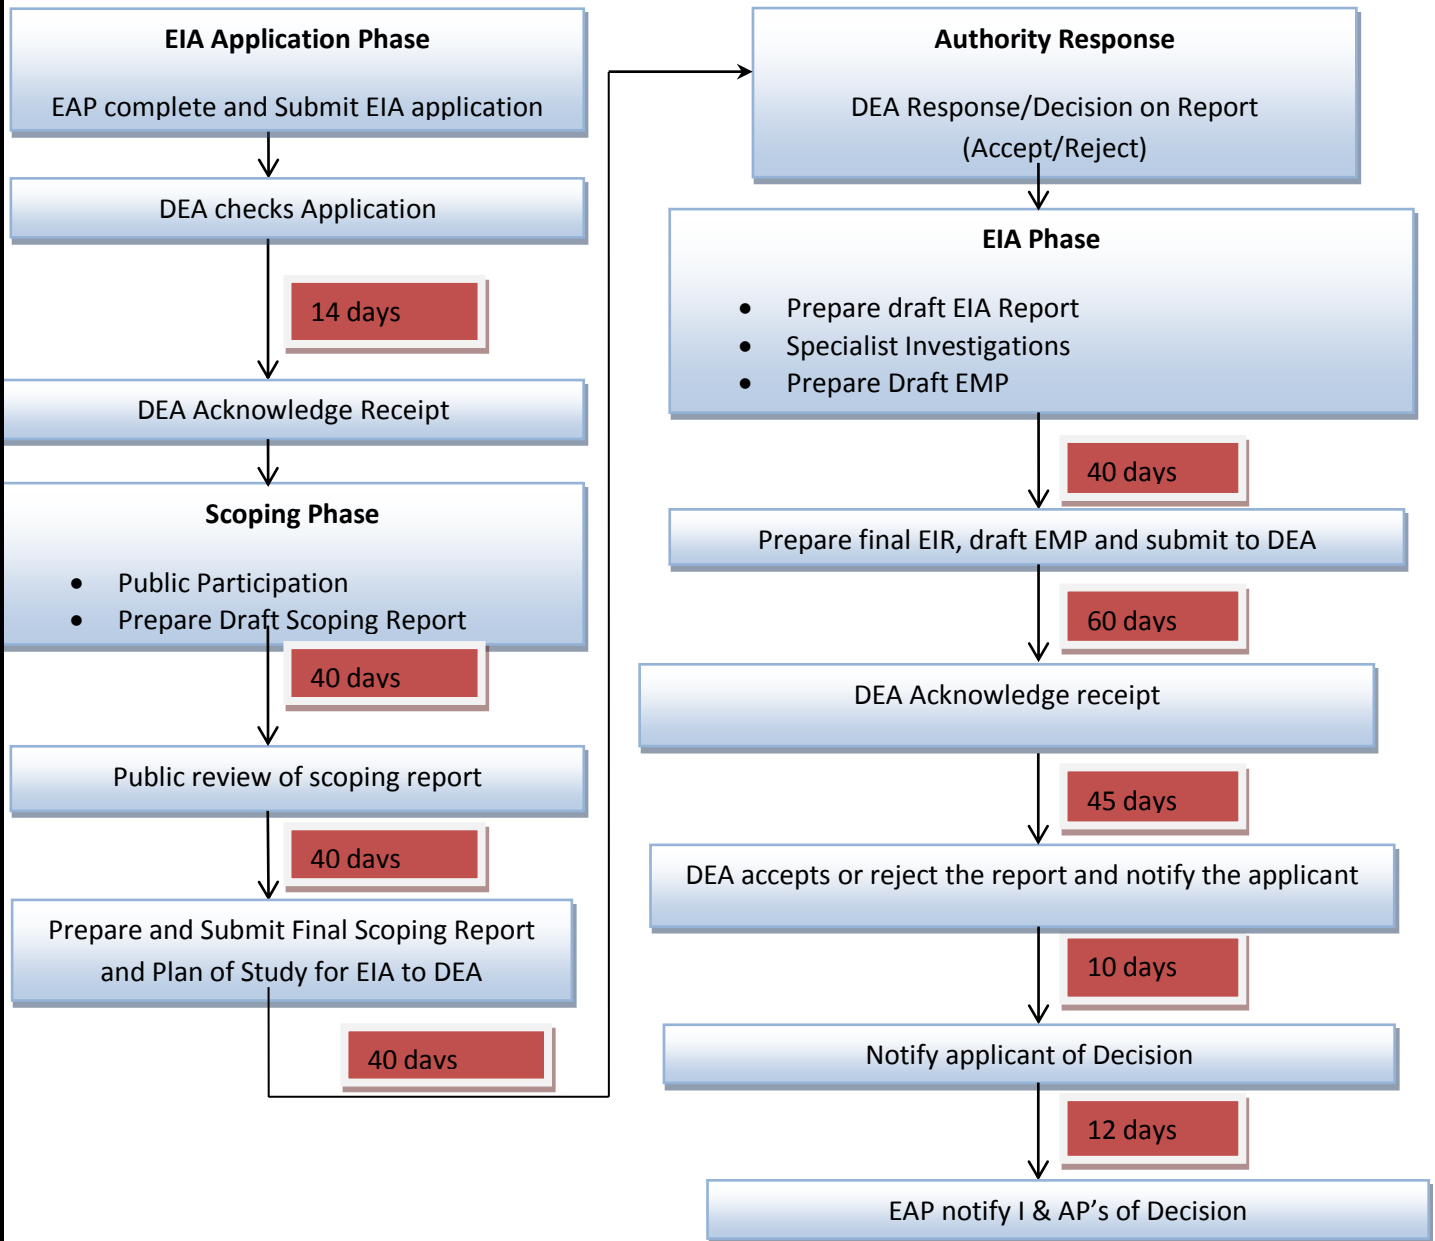 EIA Application Phase
EAP complete and Submit EIA application
DEA checks Application
14 days
DEA Acknowledge Receipt
Scoping Phase
• Public Participation
• Prepare Draft Scoping Report
40 days
Public review of scoping report
40 days
Prepare and Submit Final Scoping Report
and Plan of Study for EIA to DEA
40 days
Authority Response
DEA Response/Decision on Report
(Accept/Reject)
EIA Phase
• Prepare draft EIA Report
• Specialist Investigations
• Prepare Draft EMP
40 days
Prepare final EIR, draft EMP and submit to DEA
60 days
DEA Acknowledge receipt
45 days
DEA accepts or reject the report and notify the applicant
10 days
Notify applicant of Decision
12 days
EAP notify I & AP’s of Decision